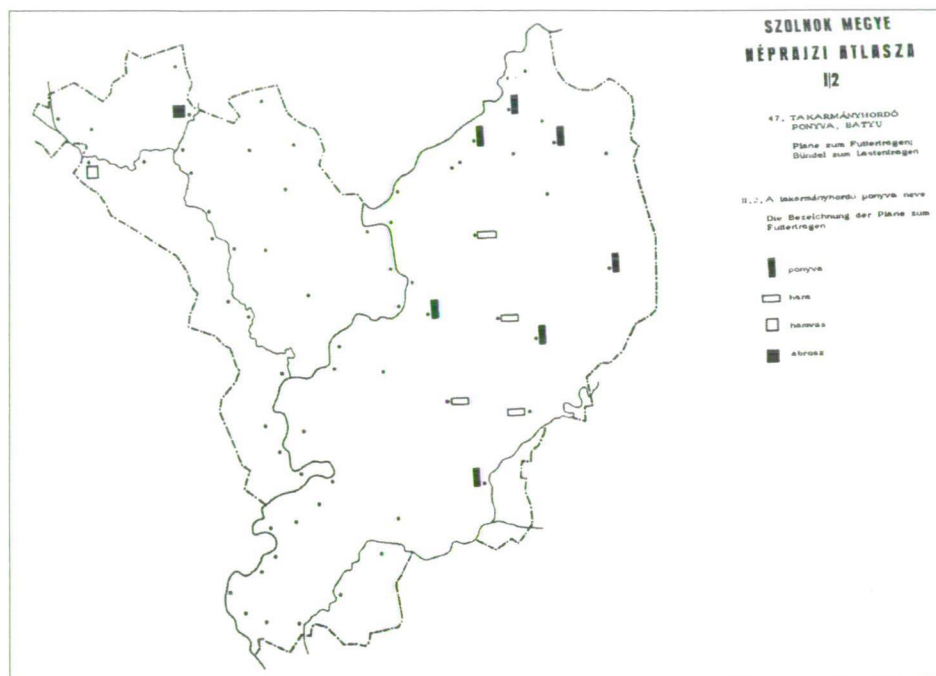 SZOLNOK MEGYE
NÉPRAJZI ATLASZA
I|2
47. TAKARMÁNYHORDÓ
PONYVA, BATYU
Plane zum Futtertragen;
Bündel zum Lastentragen
II.2. A takarmányhordó ponyva neve
Die Bezeichnung der Plane zum
Futtertragen
ponyva
hara
hamvas
abrosz